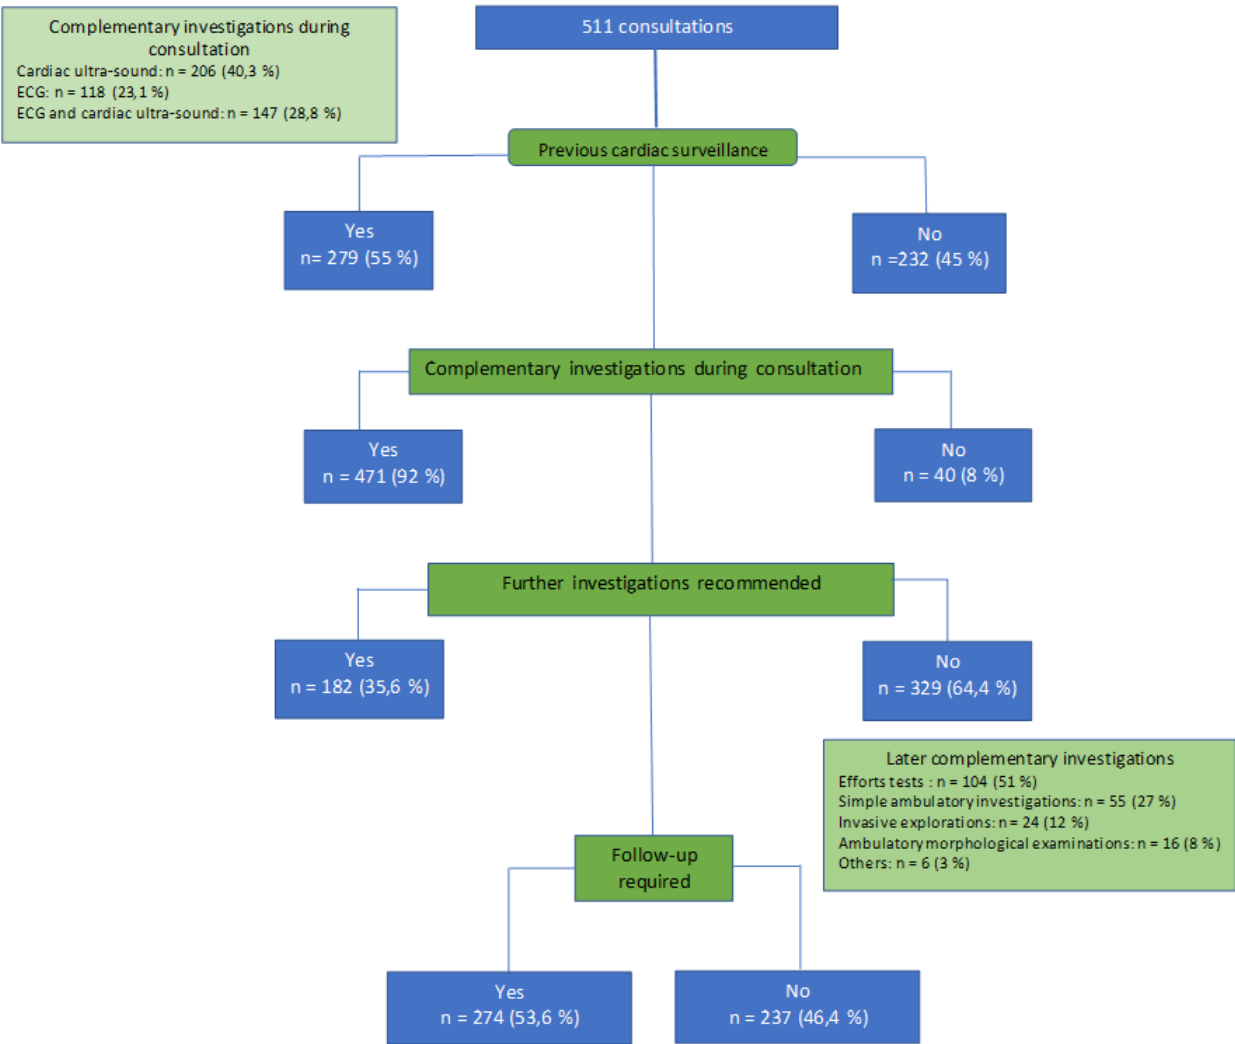 Complementary investigations during
consultation
Cardiac ultra-sound: n = 206 (40,3 %)
ECG: n = 118 (23,1 %)
ECG and cardiac ultra-sound: n = 147 (28,8 %)
511 consultations
Previous cardiac surveillance
Yes
n= 279 (55 %)
No
n =232 (45 %)
Complementary investigations during consultation
Yes
n = 471 (92 %)
No
n = 40 (8 %)
Further investigations recommended
Yes
n = 182 (35,6 %)
No
n = 329 (64,4 %)
Later complementary investigations
Efforts tests : n = 104 (51 %)
Simple ambulatory investigations: n = 55 (27 %)
Invasive explorations: n = 24 (12 %)
Ambulatory morphological examinations: n = 16 (8 %)
Others: n = 6 (3 %)
Follow-up
required
Yes
n = 274 (53,6 %)
No
n = 237 (46,4 %)